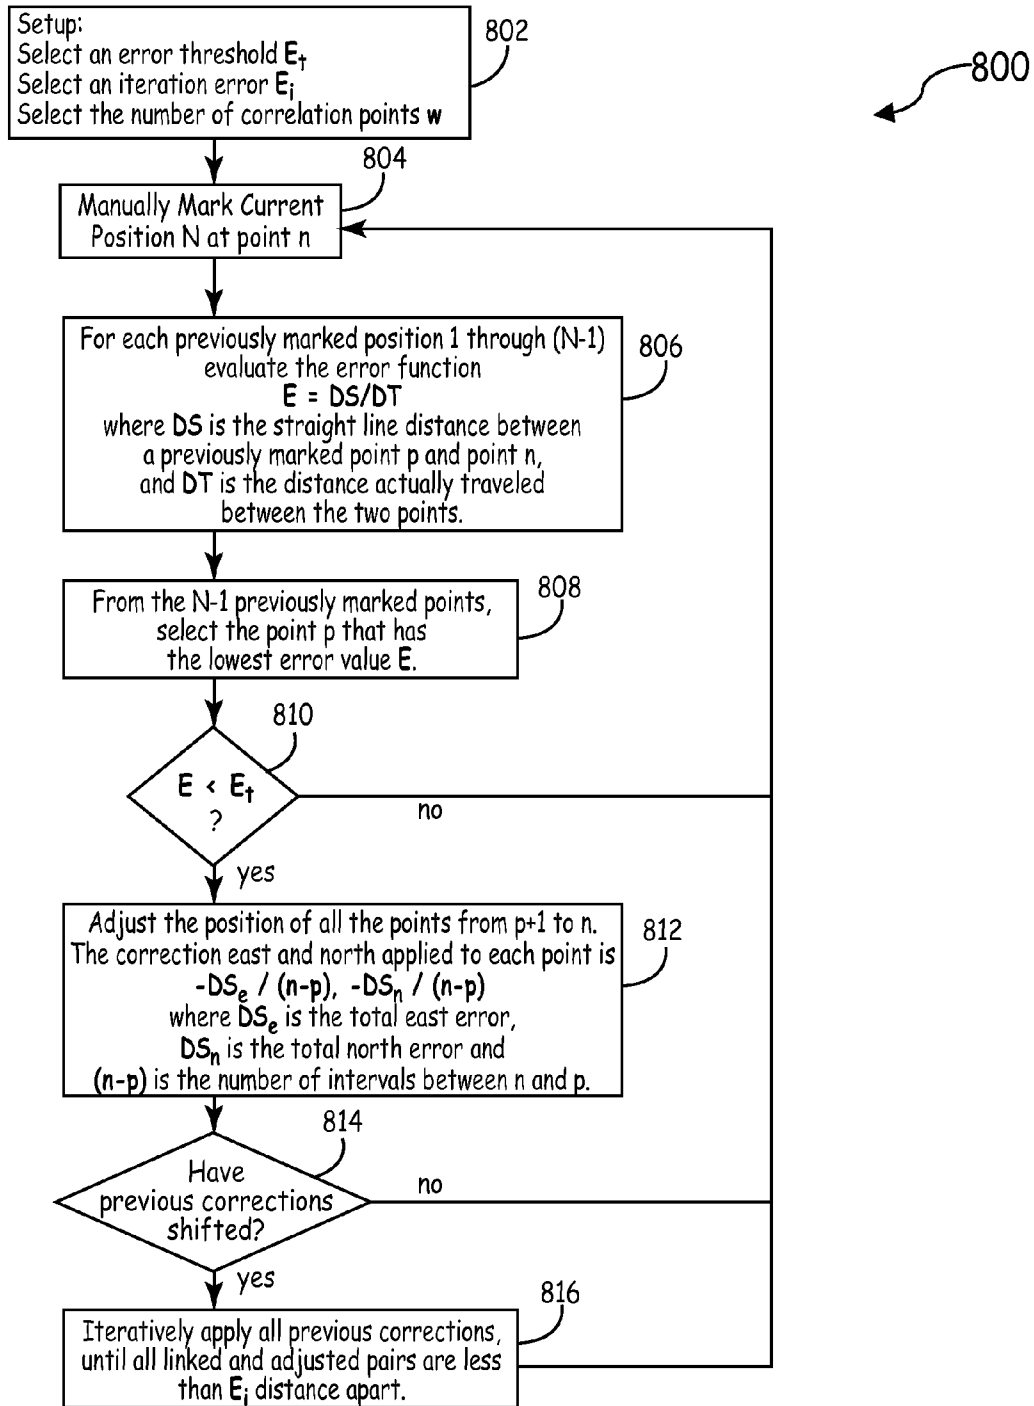 Setup:
Select an error threshold Et
Select an iteration error Ei
Select the number of correlation points w
802
800
804
Manually Mark Current
Position N at point n
For each previously marked position 1 through (N-1)
evaluate the error function
E = DS/DT
where DS is the straight line distance between
a previously marked point p and point n,
and DT is the distance actually traveled
between the two points.
806
From the N-1 previously marked points,
select the point p that has
the lowest error value E.
808
810
E < Et
?
no
yes
Adjust the position of all the points from p+1 to n.
The correction east and north applied to each point is
-DSe / (n-p), -DSn / (n-p)
where DSe is the total east error,
DSn is the total north error and
(n-p) is the number of intervals between n and p.
812
814
Have
previous corrections
shifted?
no
yes
816
Iteratively apply all previous corrections,
until all linked and adjusted pairs are less
than Ei distance apart.